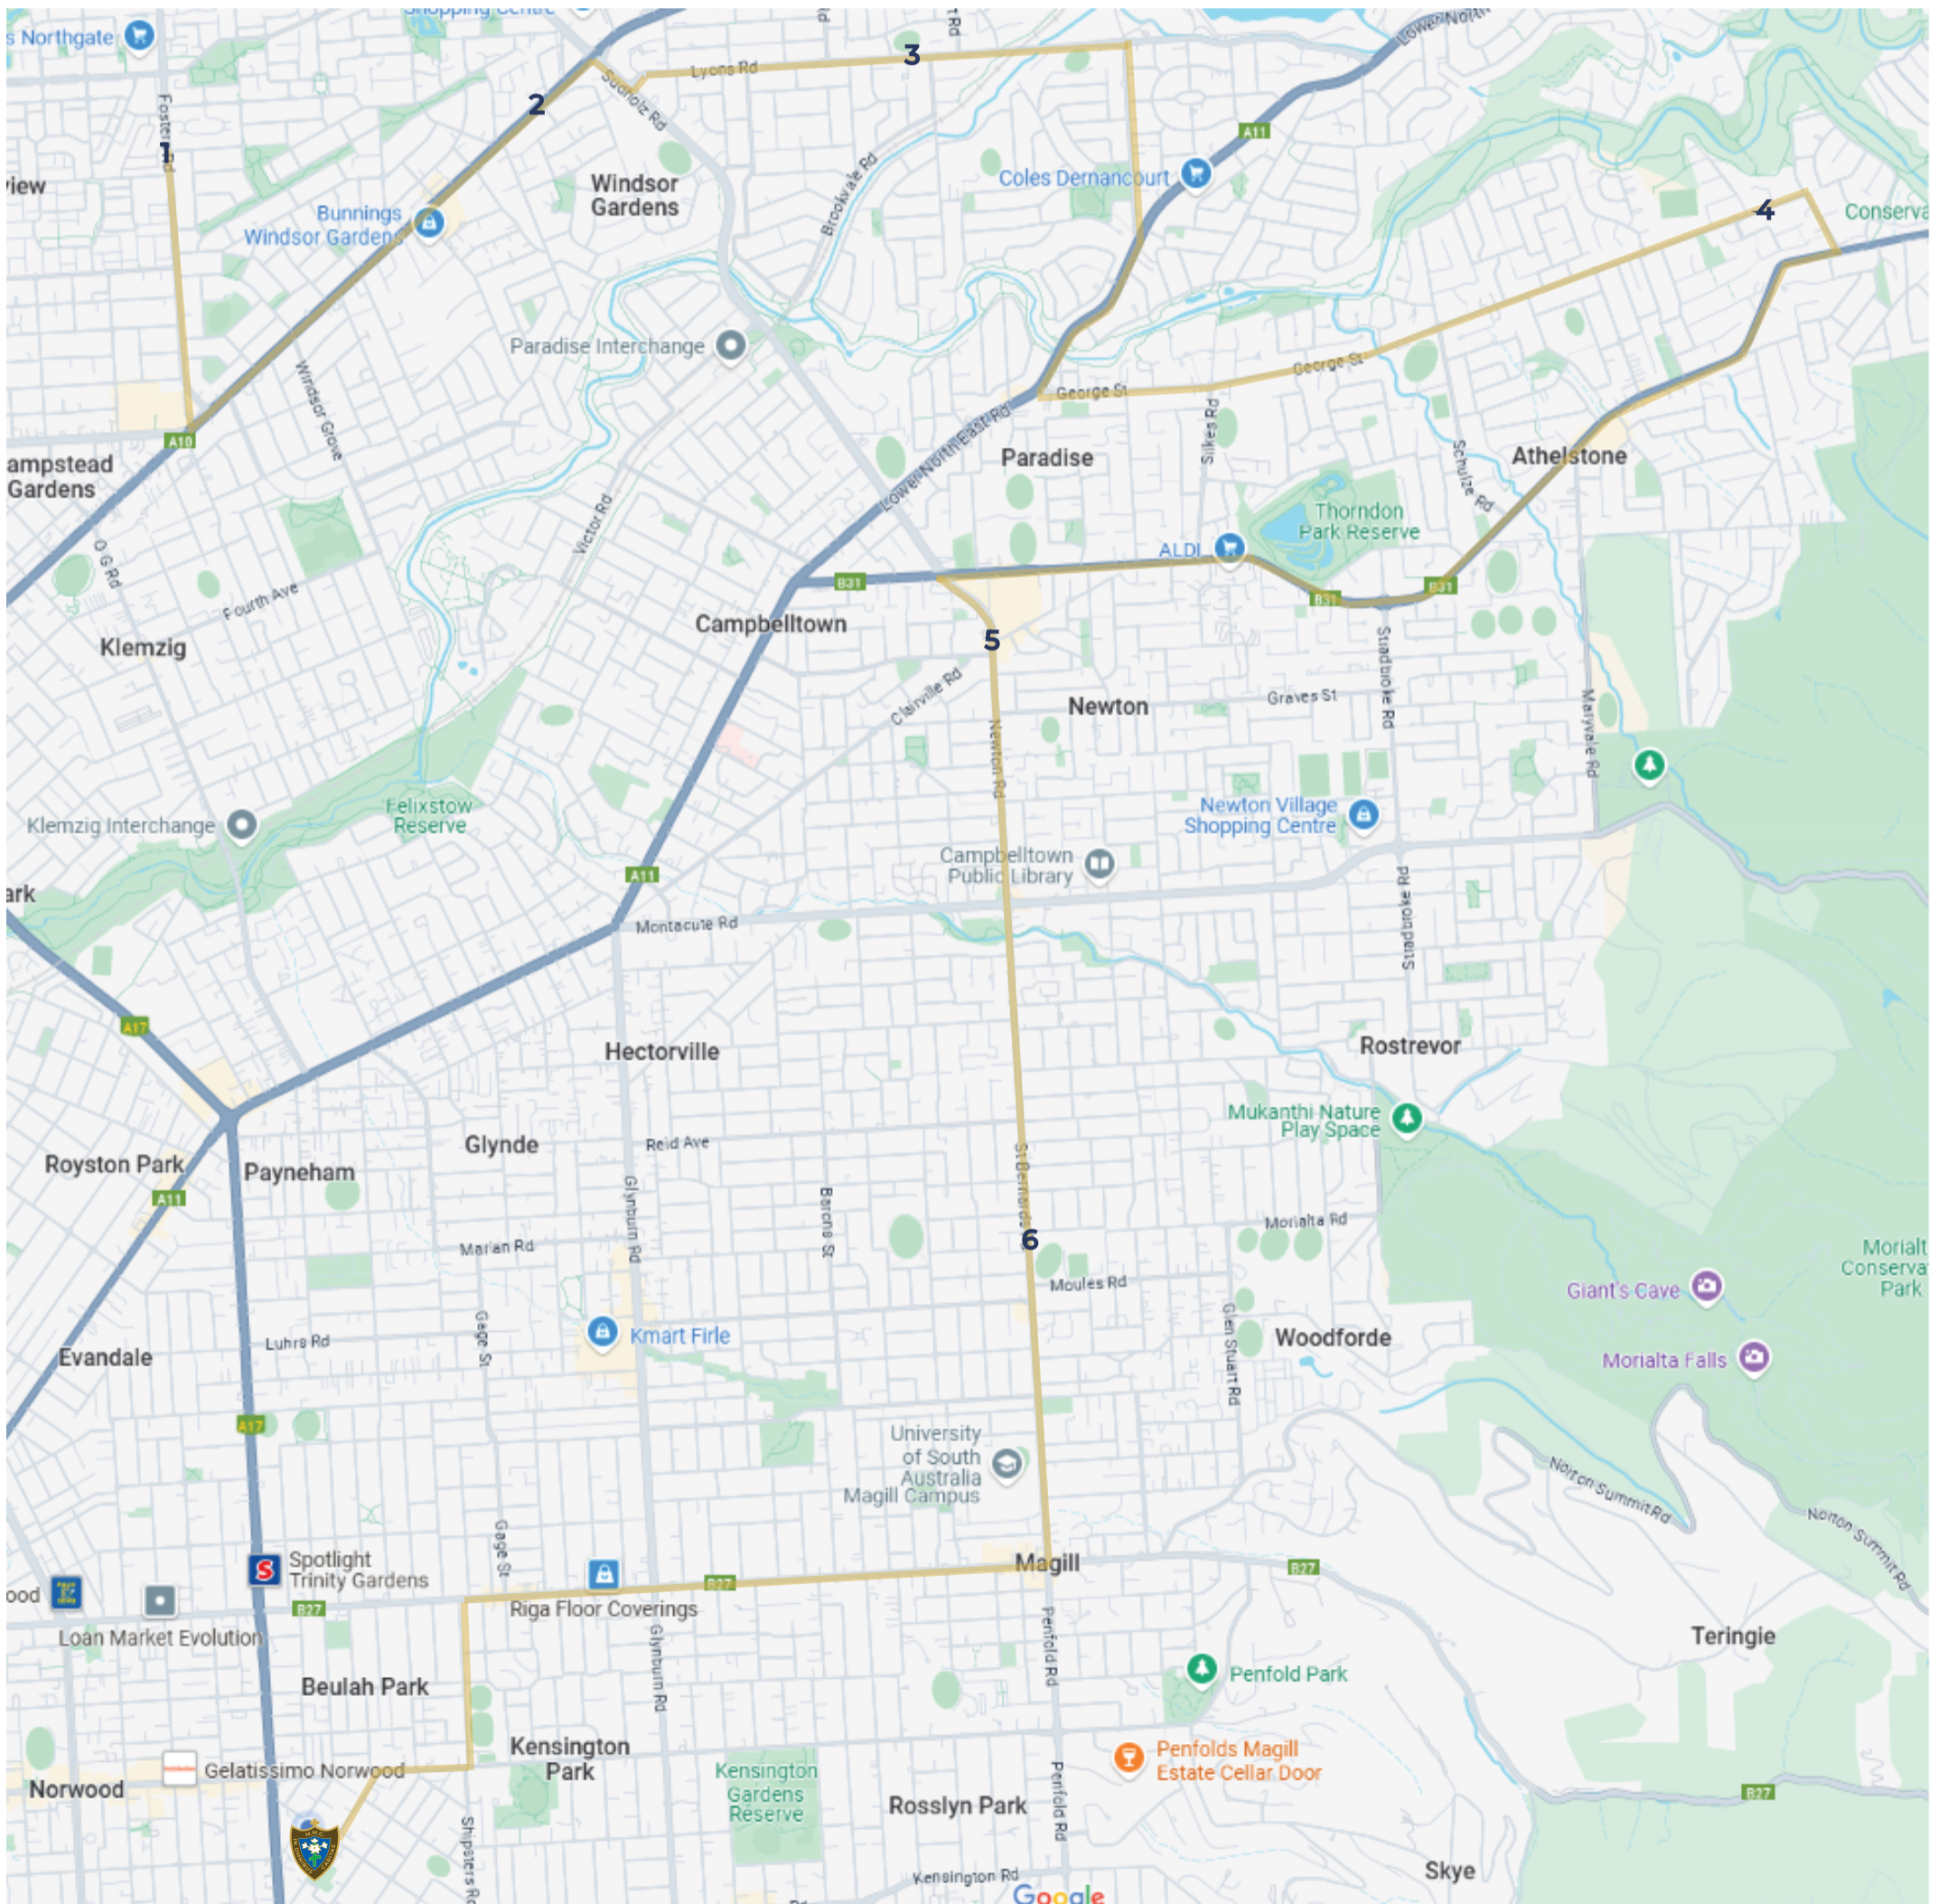 Shopping Centre
s Northgate
Lower North
t Rd
3
Lyons Rd
Foster Rd
2
Sudholz Rd
A11
1
Coles Dernancourt
view
Windsor
Gardens
Brookvale Rd
4
Conserva
Bunnings
Windsor Gardens
Paradise Interchange
George St
George St
Windsor Grove
A10
Lower North East Rd
Silkes Rd
ampstead
Gardens
Paradise
Athelstone
Schulze Rd
Victor Rd
Thorndon
Park Reserve
O G Rd
ALDI
B31
B31
B31
Fourth Ave
Campbelltown
5
Klemzig
Stradbroke Rd
Clairville Rd
Graves St
Newton
Maryvale Rd
Newton Rd
Felixstow
Reserve
Klemzig Interchange
Newton Village
Shopping Centre
Campbelltown
Public Library
A11
ark
Stradbroke Rd
Montacute Rd
A17
Hectorville
Rostrevor
Mukanthi Nature
Play Space
Glynde
Reid Ave
Royston Park
Payneham
St Bernards
A11
Glynburn Rd
Barons St
Morialta Rd
6
Marian Rd
Morialt
Conserva
Park
Moules Rd
Giant's Cave
Gage St
Kmart Firle
Luhrs Rd
Glen Stuart Rd
Woodforde
Evandale
Morialta Falls
A17
University
of South
Australia
Magill Campus
Norton Summit Rd
Norton Summit Rd
Gage St
Spotlight
Trinity Gardens
Magill
B27
B27
ood
B27
Riga Floor Coverings
Loan Market Evolution
Penfold Rd
Teringie
Glynburn Rd
Penfold Park
Beulah Park
Kensington
Park
Penfolds Magill
Estate Cellar Door
Gelatissimo Norwood
Kensington
Gardens
Reserve
Norwood
Penfold Rd
B27
Rosslyn Park
Shipsters Rd
Kensington Rd
Skye
Google